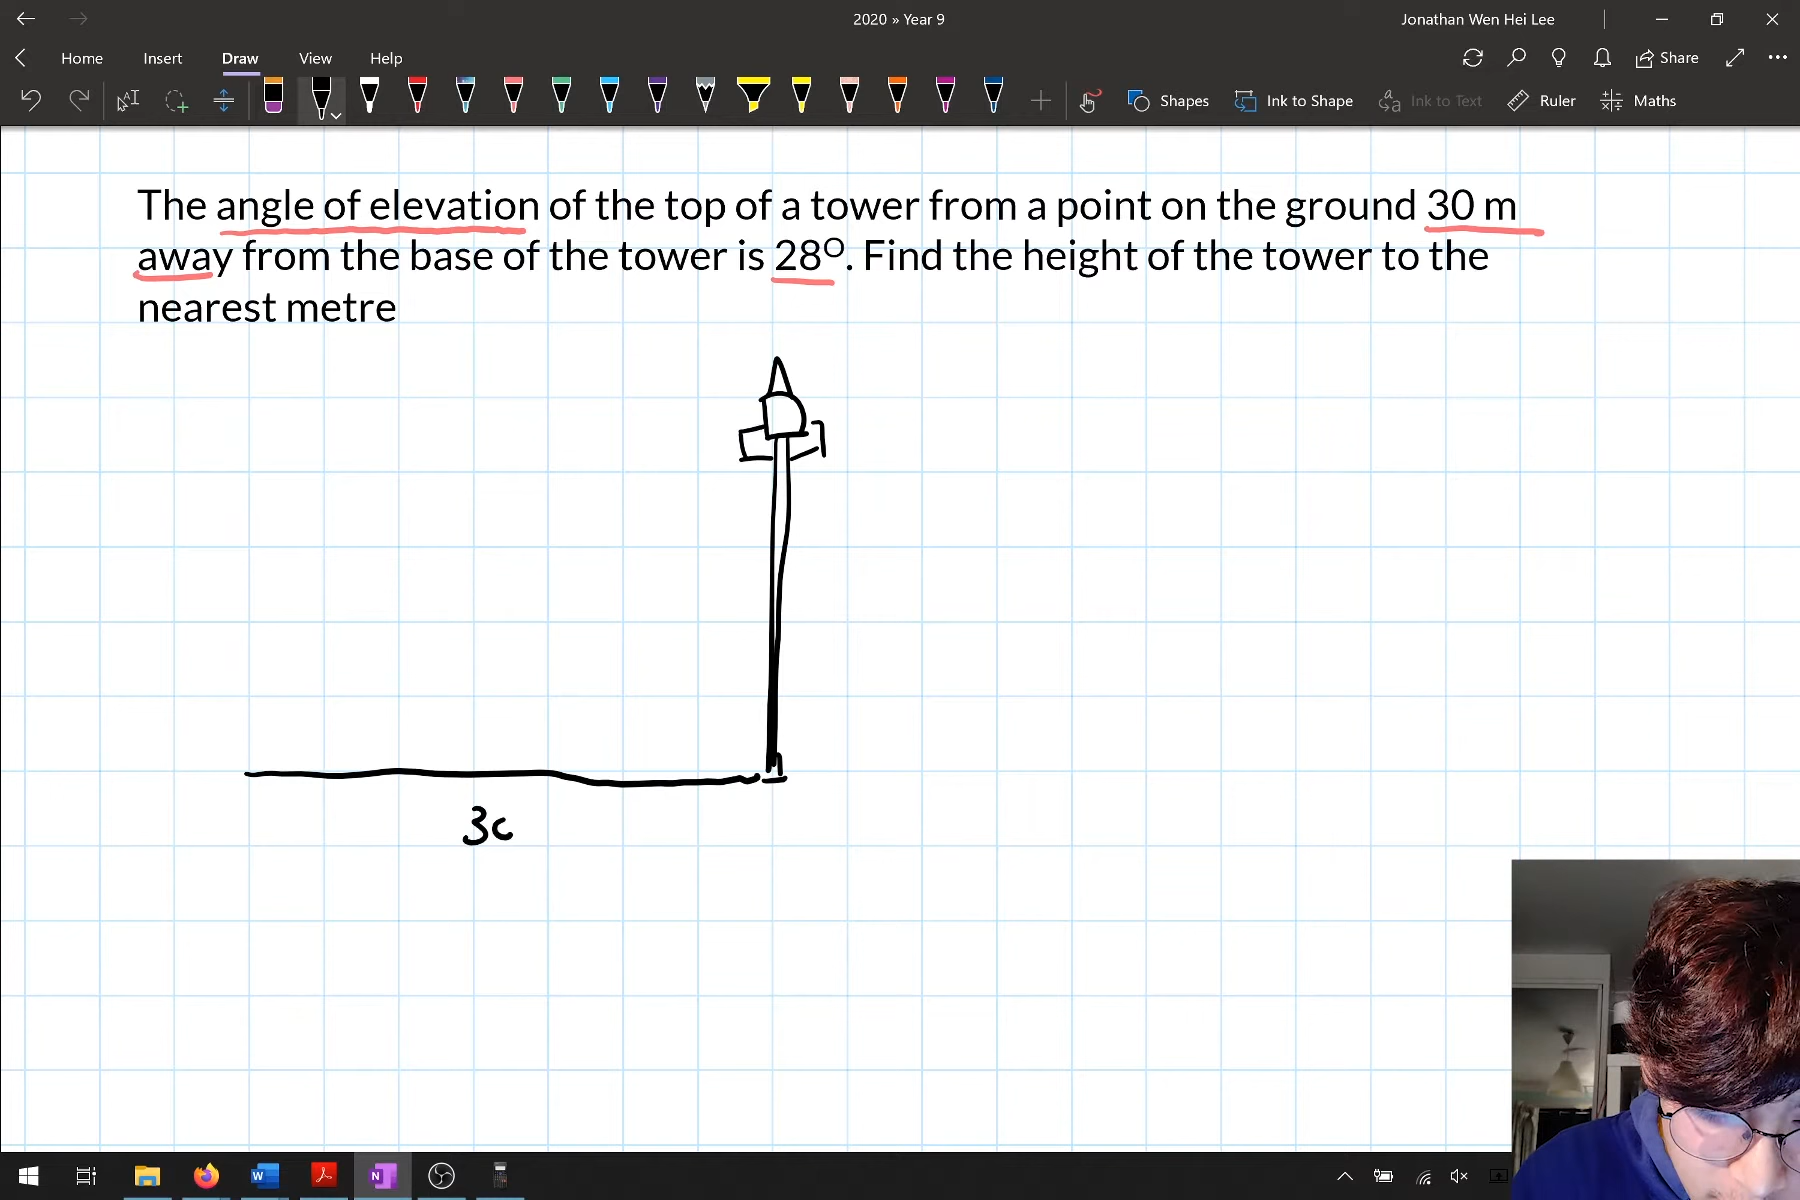 2020 » Year 9
Jonathan Wen Hei Lee
Home Insert Draw View Help
Share
Shapes Ink to Shape Ink to Text Ruler Maths
The angle of elevation of the top of a tower from a point on the ground 30 m
away from the base of the tower is 28°. Find the height of the tower to the
nearest metre
3c